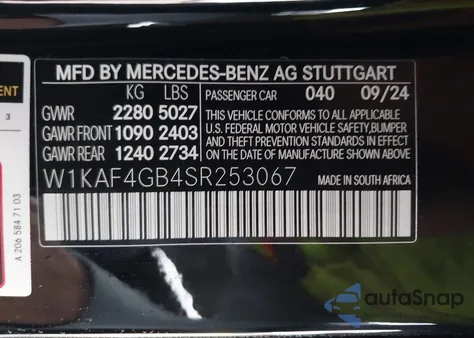 MFD BY MERCEDES-BENZ AG STUTTGART
KG LBS
GVWR 2280 5027
GAWR FRONT 1090 2403
GAWR REAR 1240 2734
PASSENGER CAR 040 09/24
THIS VEHICLE CONFORMS TO ALL APPLICABLE
U.S. FEDERAL MOTOR VEHICLE SAFETY, BUMPER,
AND THEFT PREVENTION STANDARDS IN EFFECT
ON THE DATE OF MANUFACTURE SHOWN ABOVE.
W1KAF4GB4SR253067 MADE IN SOUTH AFRICA
ENT
3
A 206 584 71 03
autoSnap